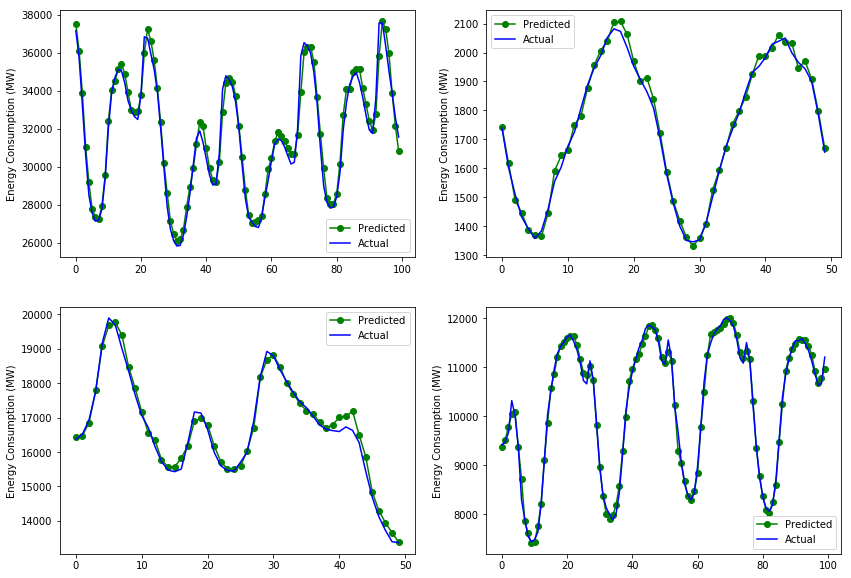 38000
36000
34000
32000
30000
28000
26000
Energy Consumption (MW)
0 20 40 60 80 100
Predicted
Actual
2100
2000
1900
1800
1700
1600
1500
1400
1300
Energy Consumption (MW)
0 10 20 30 40 50
Predicted
Actual
20000
19000
18000
17000
16000
15000
14000
Energy Consumption (MW)
0 10 20 30 40 50
Predicted
Actual
12000
11000
10000
9000
8000
Energy Consumption (MW)
0 20 40 60 80 100
Predicted
Actual